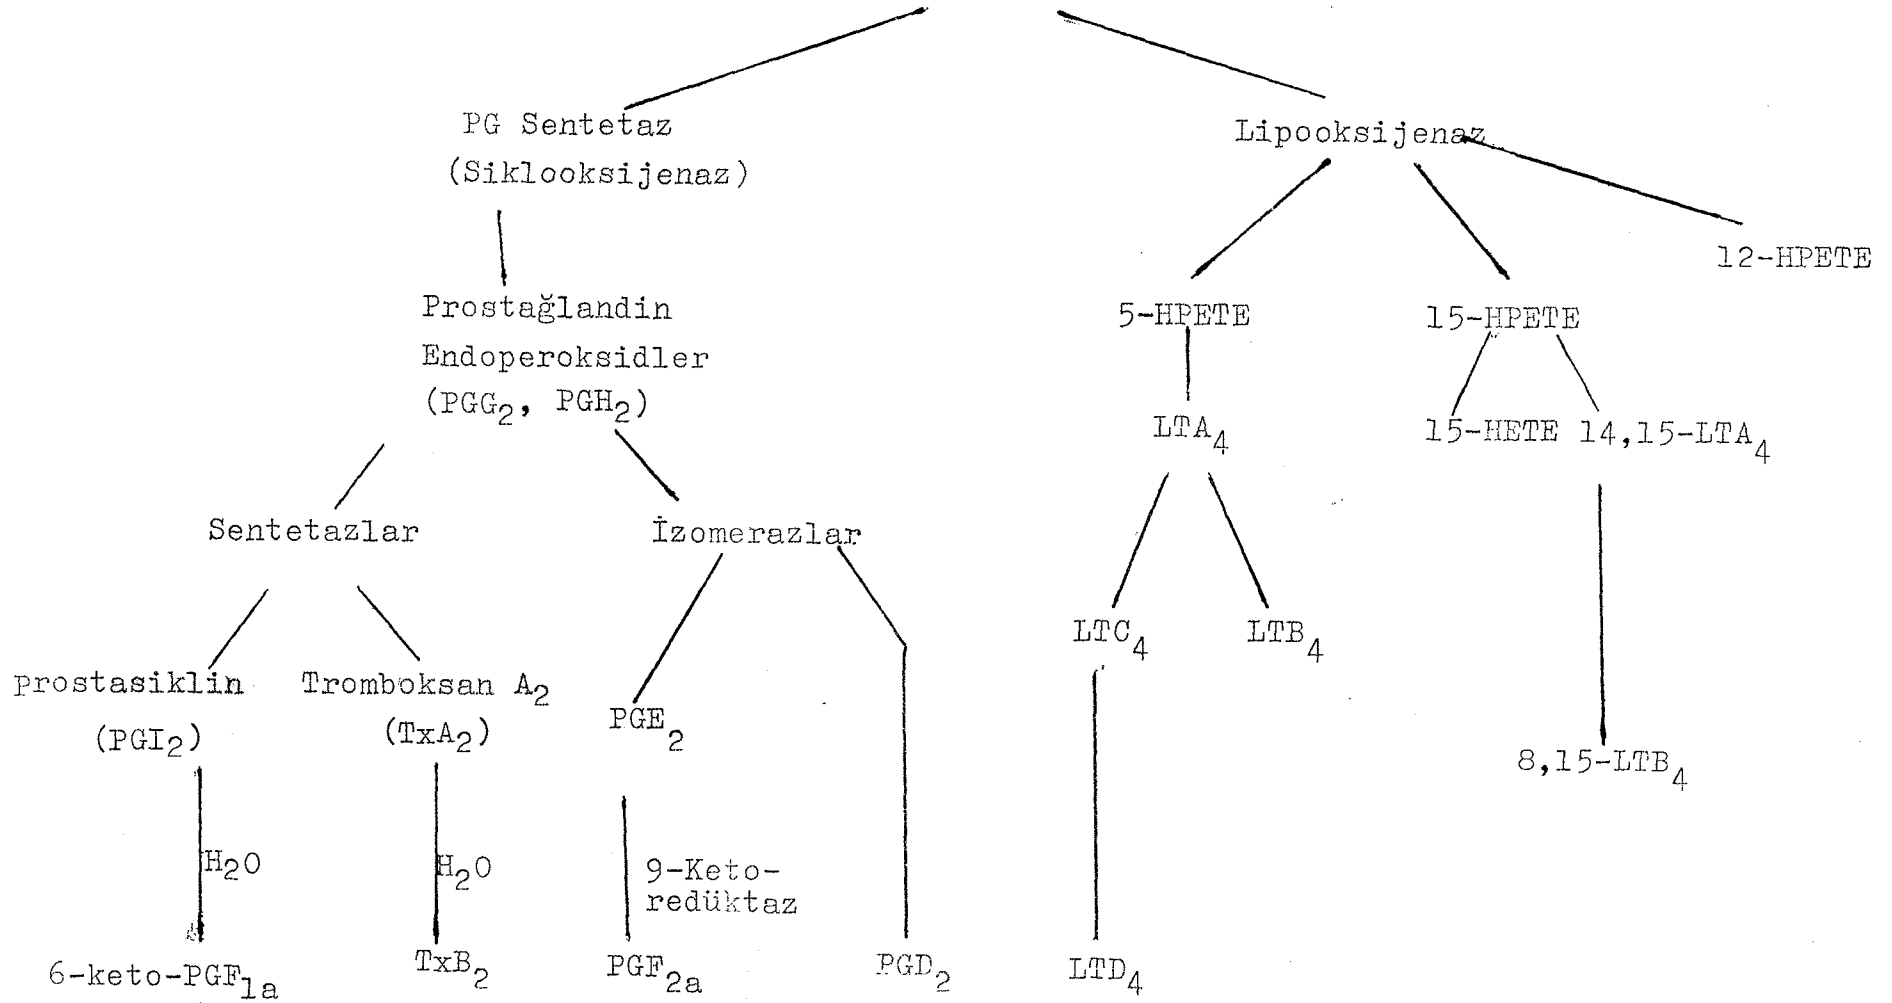 PG Sentetaz
(Siklooksijenaz)
Lipooksijenaz
12-HPETE
Prostağlandin
Endoperoksidler
(PGG2, PGH2)
5-HPETE
15-HPETE
LTA4
15-HETE 14,15-LTA4
Sentetazlar
İzomerazlar
LTC4
LTB4
prostasiklin
(PGI2)
Tromboksan A2
(TxA2)
PGE2
8,15-LTB4
H2O
H2O
9-Keto-
redüktaz
6-keto-PGF1a
TxB2
PGF2a
PGD2
LTD4